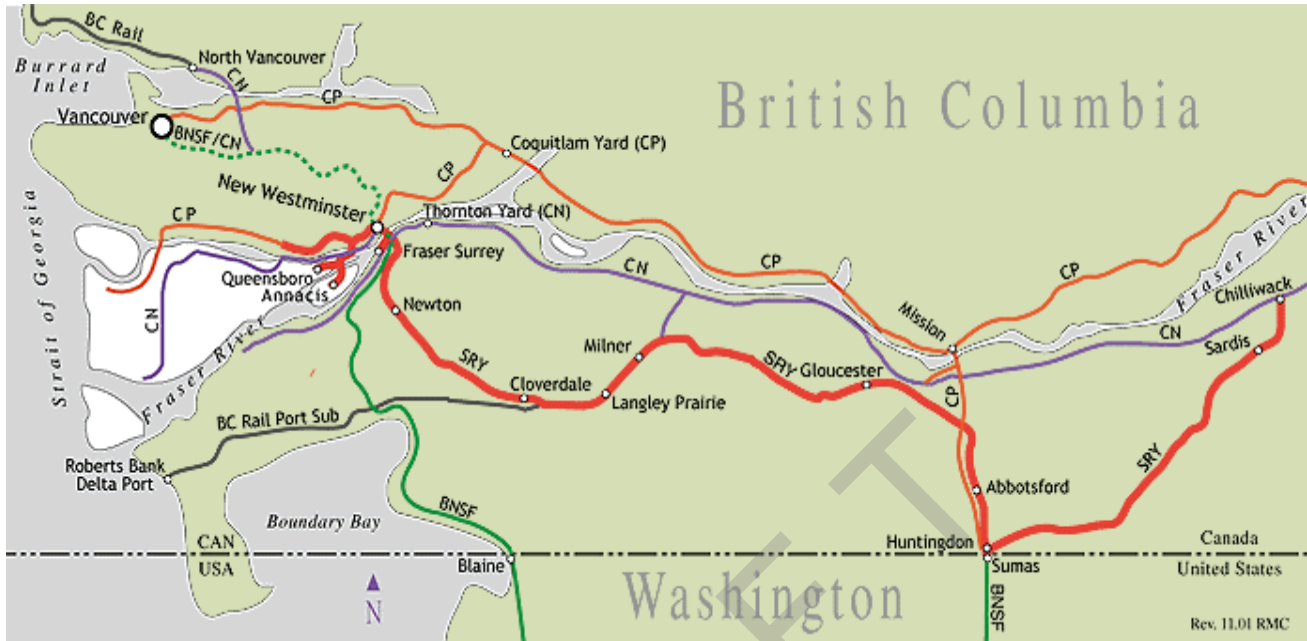 BC Rail
North Vancouver
Burrard
Inlet
CN
CP
British Columbia
Vancouver
BNSF/CN
Coquitlam Yard (CP)
CP
New Westminster
Thornton Yard (CN)
CP
Fraser Surrey
Strait of Georgia
Queensboro
Annacis
CN
CP
CP
Fraser River
Chilliwack
Newton
Mission
CN
CN
Fraser River
Milner
SRY
SRY
Gloucester
Sardis
Cloverdale
Langley Prairie
CP
BC Rail Port Sub
SRY
Roberts Bank
Delta Port
Abbotsford
BNSF
Boundary Bay
CAN
USA
Huntingdon
Canada
Blaine
Sumas
United States
N
Washington
BNSF
Rev. 11.01 RMC